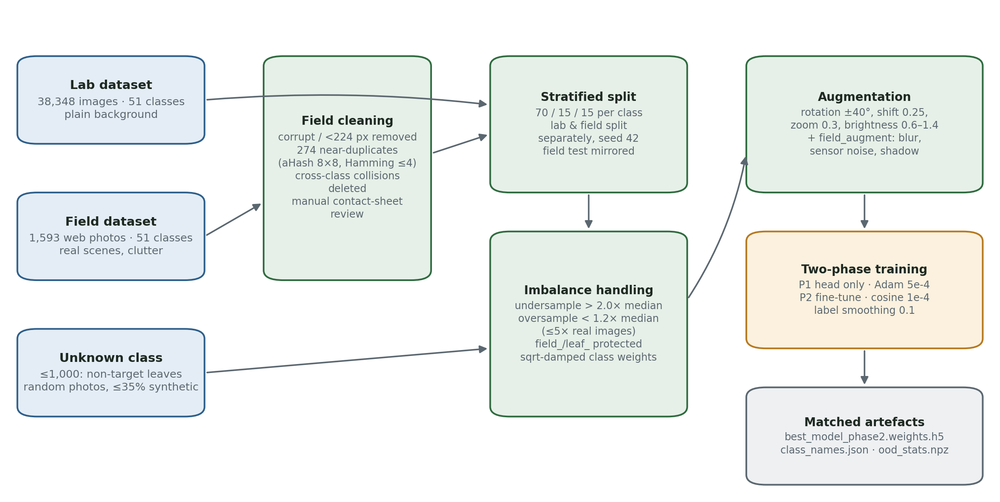 Lab dataset
38,348 images · 51 classes
plain background
Field dataset
1,593 web photos · 51 classes
real scenes, clutter
Unknown class
≤1,000: non-target leaves
random photos, ≤35% synthetic
Field cleaning
corrupt / <224 px removed
274 near-duplicates
(aHash 8×8, Hamming ≤4)
cross-class collisions
deleted
manual contact-sheet
review
Stratified split
70 / 15 / 15 per class
lab & field split
separately, seed 42
field test mirrored
Imbalance handling
undersample > 2.0× median
oversample < 1.2× median
(≤5× real images)
field_/leaf_ protected
sqrt-damped class weights
Augmentation
rotation ±40°, shift 0.25,
zoom 0.3, brightness 0.6–1.4
+ field_augment: blur,
sensor noise, shadow
Two-phase training
P1 head only · Adam 5e-4
P2 fine-tune · cosine 1e-4
label smoothing 0.1
Matched artefacts
best_model_phase2.weights.h5
class_names.json · ood_stats.npz